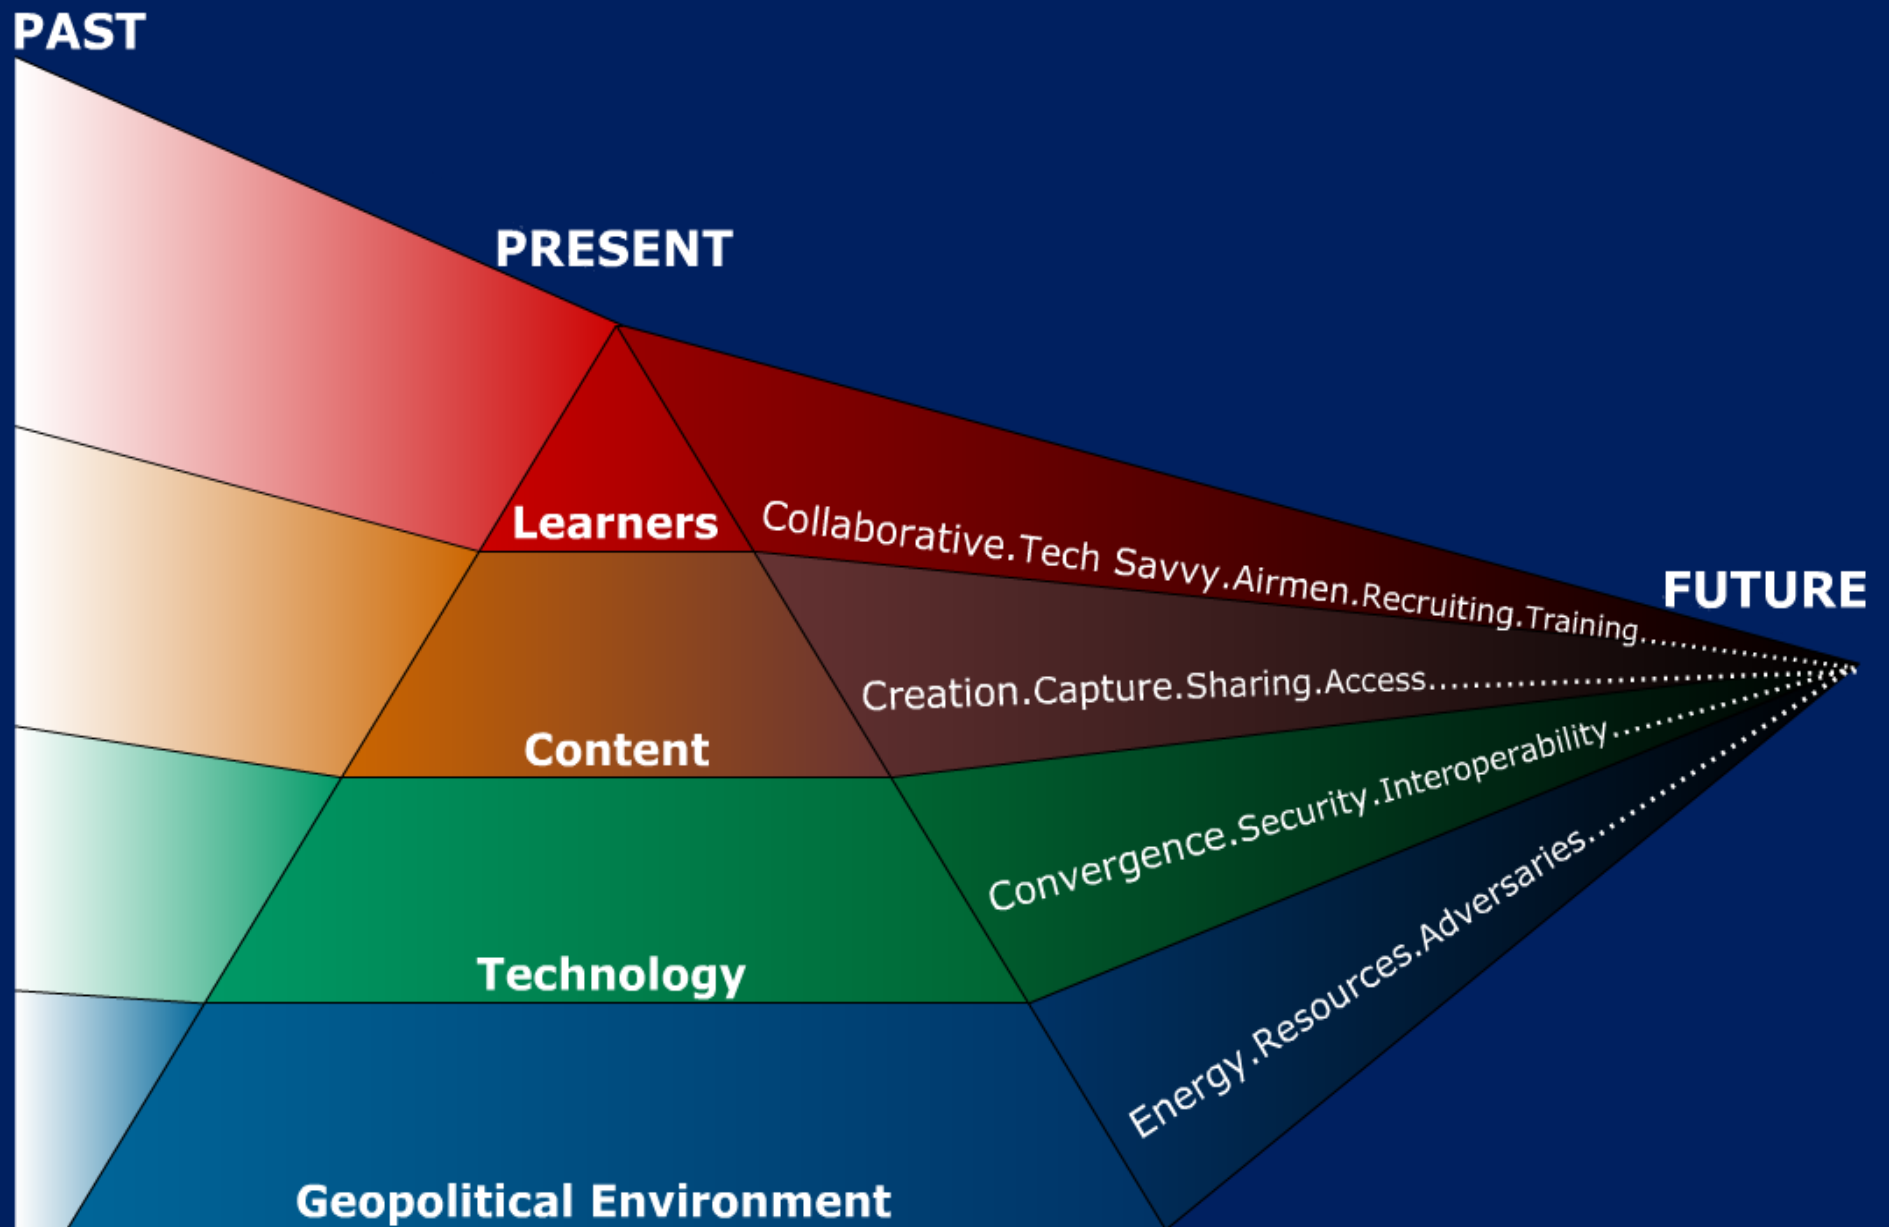 PAST
PRESENT
FUTURE
Learners
Collaborative.Tech Savvy.Airmen.Recruiting.Training......
Content
Creation.Capture.Sharing.Access......
Technology
Convergence.Security.Interoperability......
Geopolitical Environment
Energy.Resources.Adversaries......